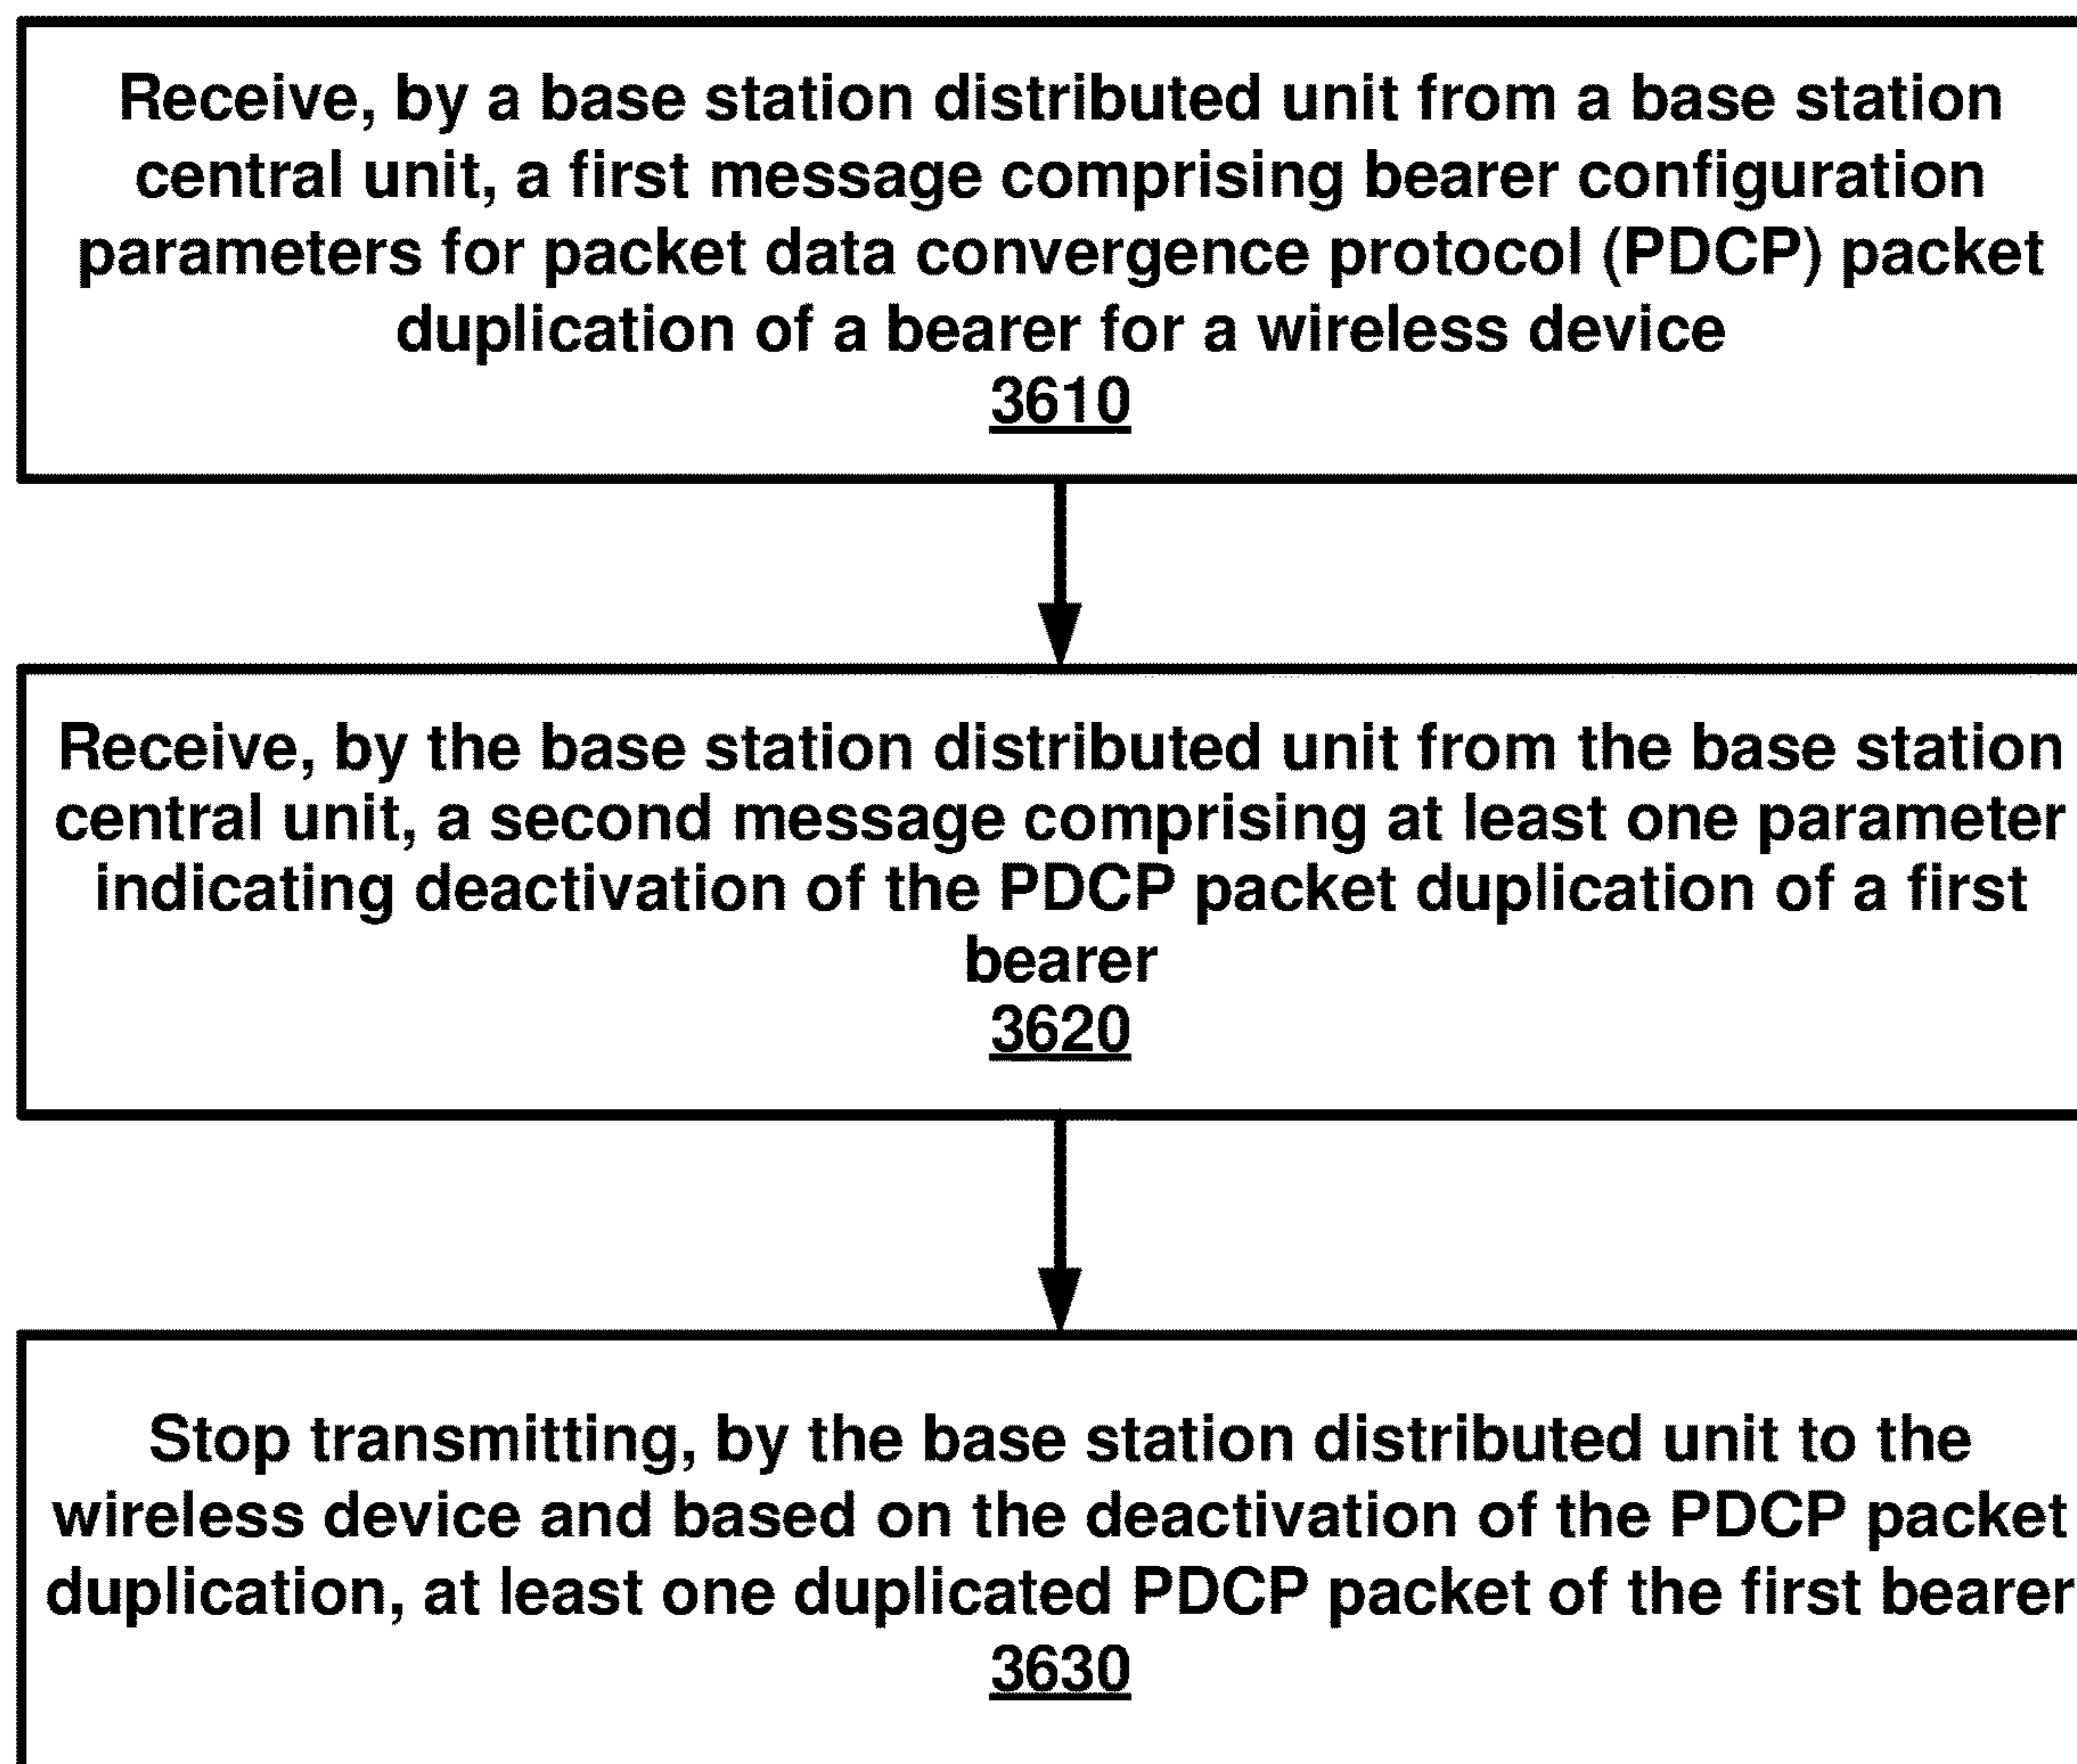 Receive, by a base station distributed unit from a base station
central unit, a first message comprising bearer configuration
parameters for packet data convergence protocol (PDCP) packet
duplication of a bearer for a wireless device
3610
Receive, by the base station distributed unit from the base station
central unit, a second message comprising at least one parameter
indicating deactivation of the PDCP packet duplication of a first
bearer
3620
Stop transmitting, by the base station distributed unit to the
wireless device and based on the deactivation of the PDCP packet
duplication, at least one duplicated PDCP packet of the first bearer
3630